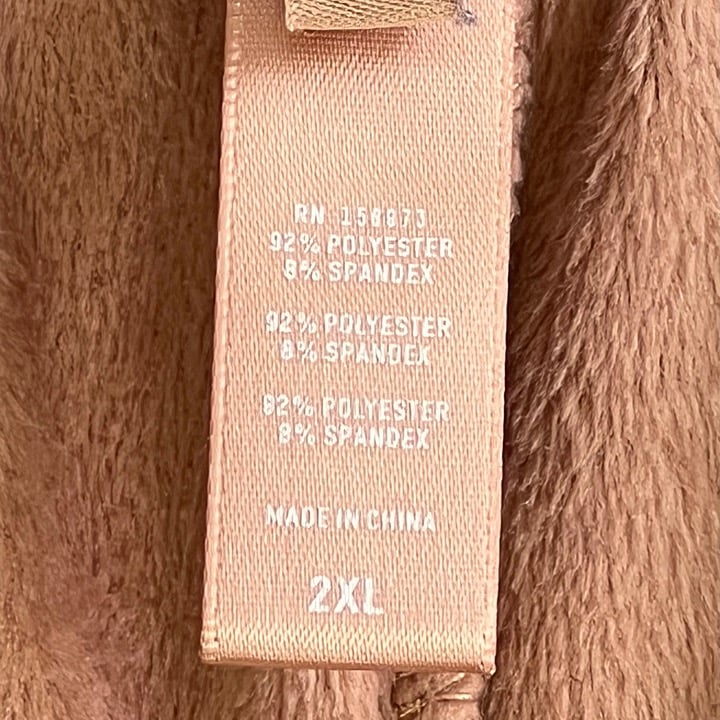 RN 158873
92% POLYESTER
8% SPANDEX
92% POLYESTER
8% SPANDEX
92% POLYESTER
8% SPANDEX
MADE IN CHINA
2XL